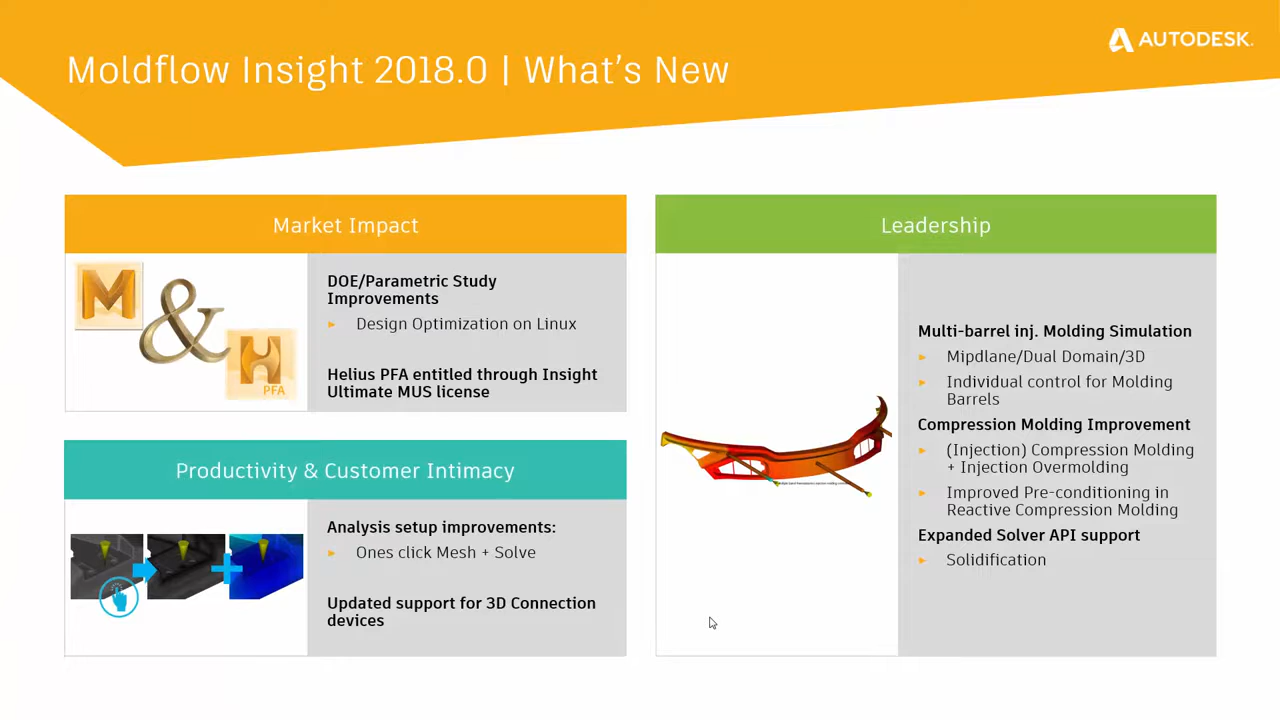 AUTODESK.
Moldflow Insight 2018.0 | What's New
Market Impact
M
&
H
PFA
DOE/Parametric Study
Improvements
Design Optimization on Linux
Helius PFA entitled through Insight
Ultimate MUS license
Productivity & Customer Intimacy
Analysis setup improvements:
Ones click Mesh + Solve
Updated support for 3D Connection
devices
Leadership
Multi-barrel inj. Molding Simulation
Mipdlane/Dual Domain/3D
Individual control for Molding
Barrels
Compression Molding Improvement
(Injection) Compression Molding
+ Injection Overmolding
Improved Pre-conditioning in
Reactive Compression Molding
Expanded Solver API support
Solidification